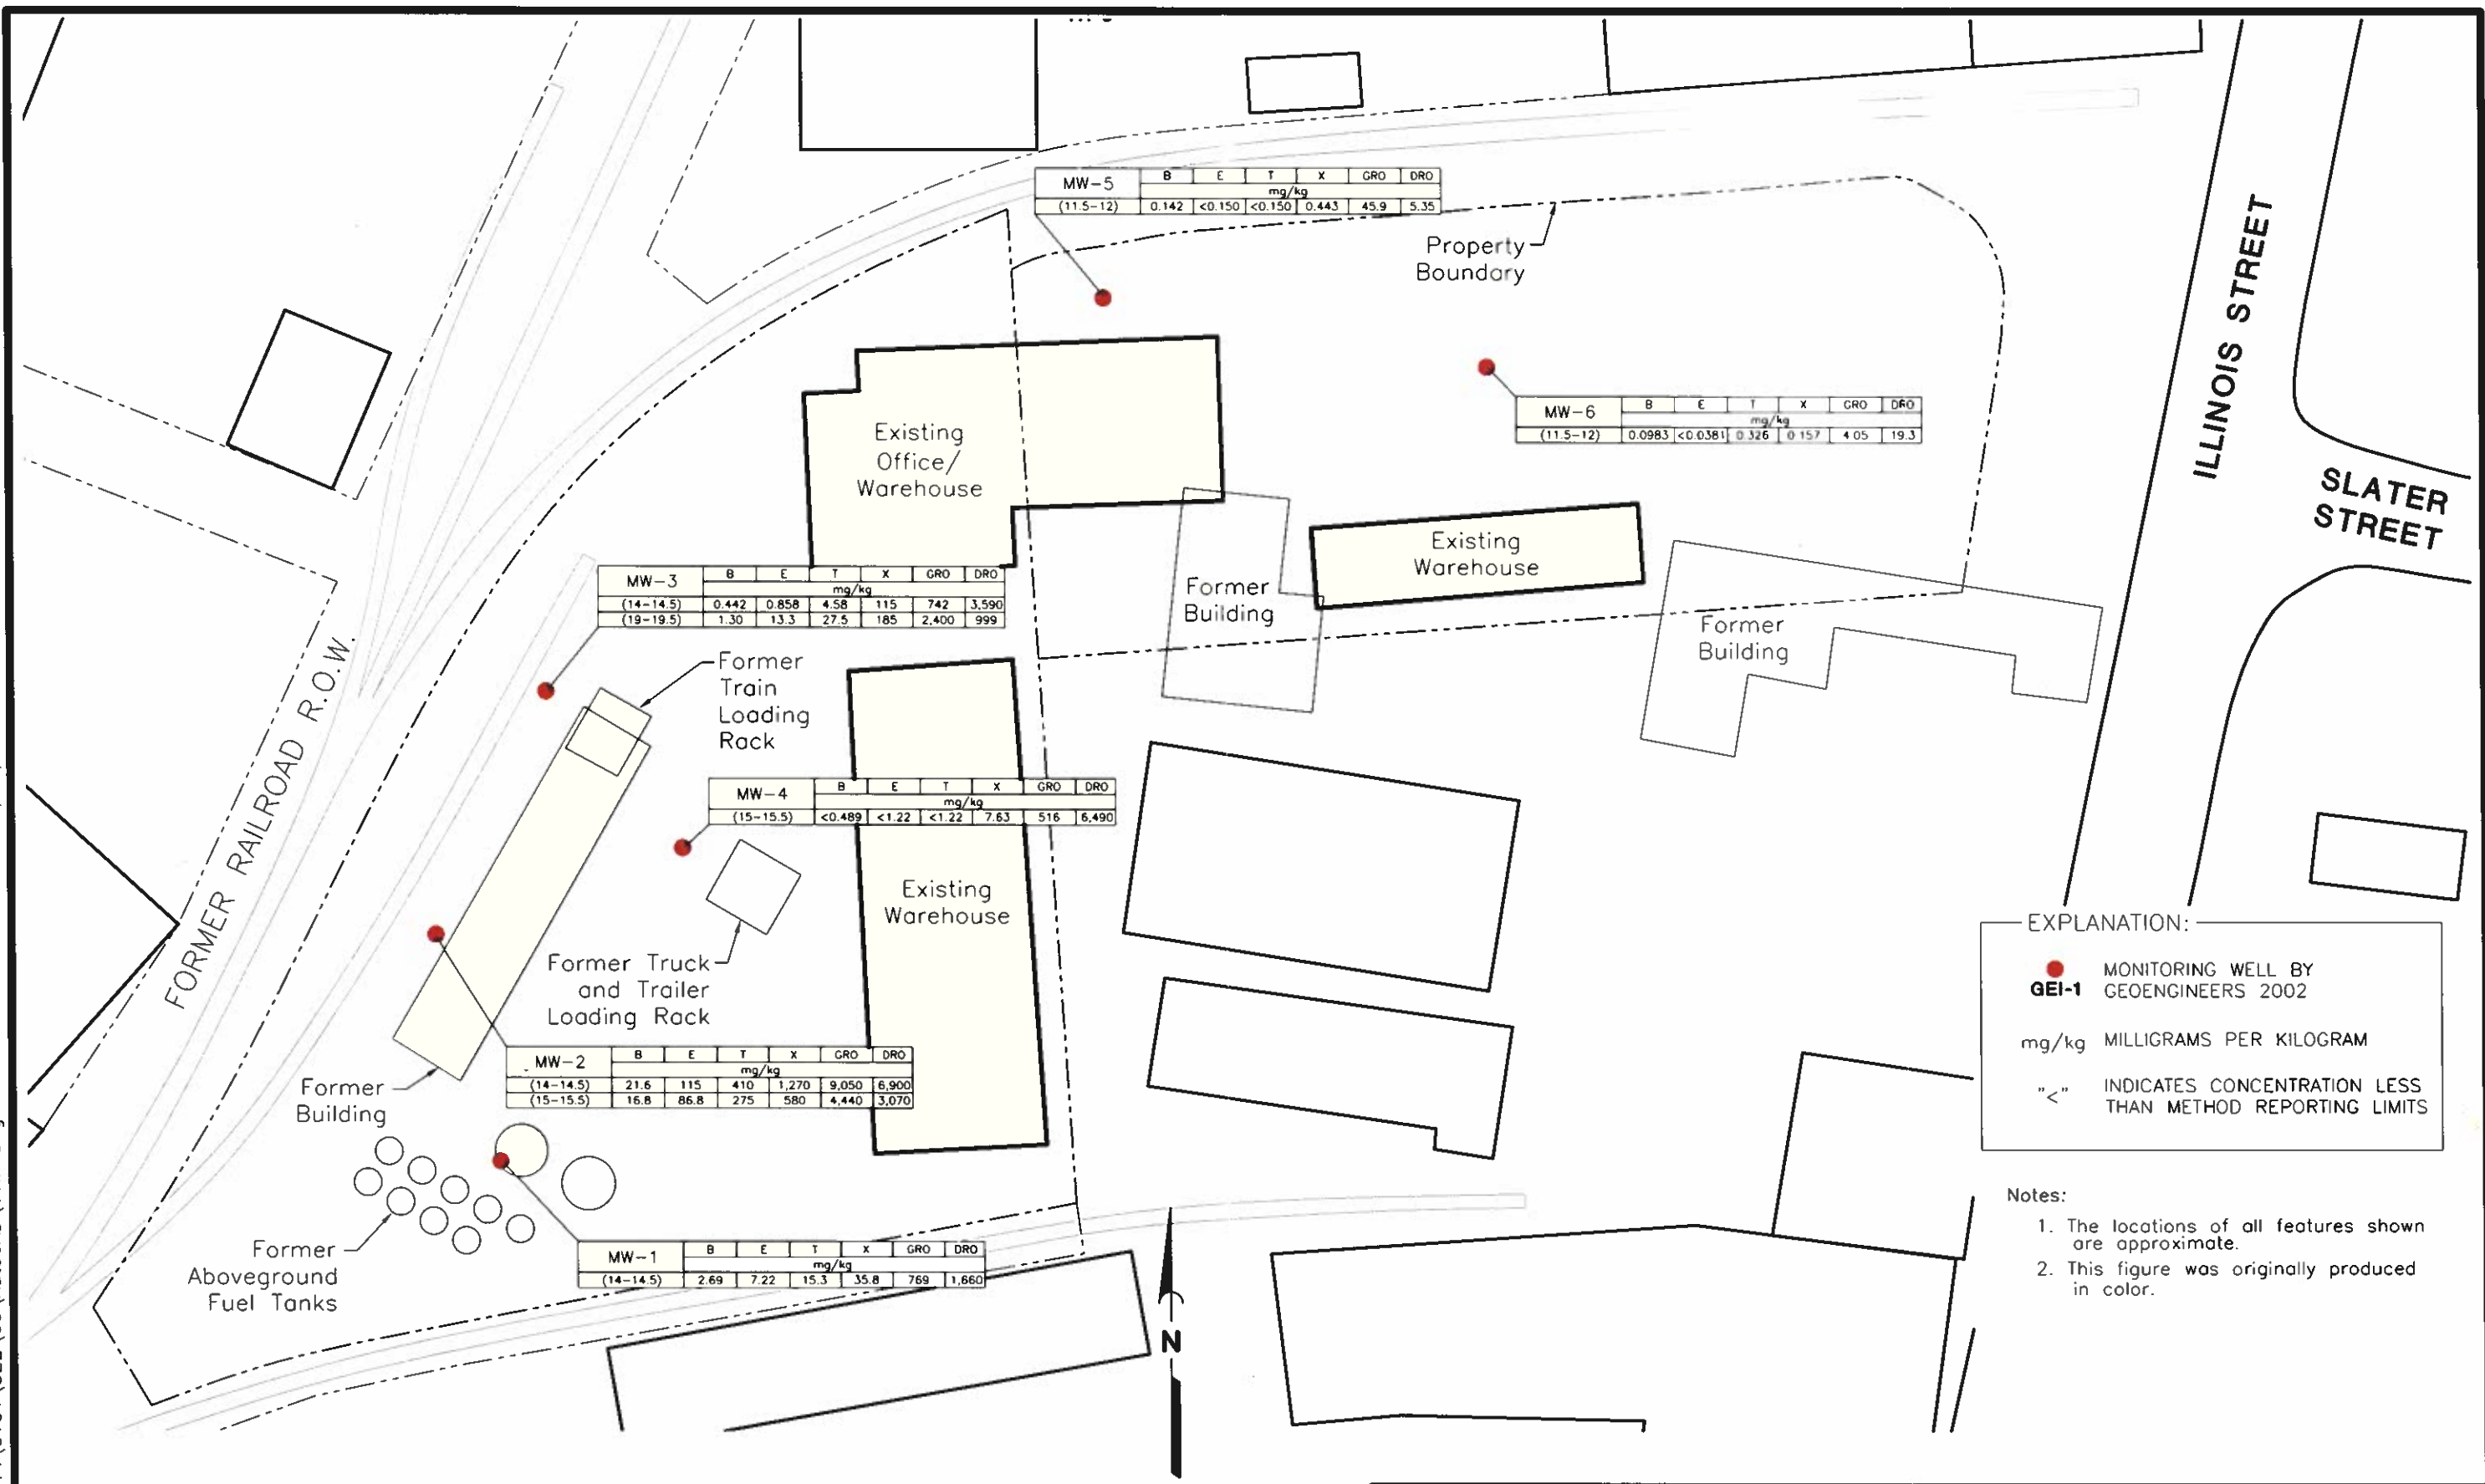 MW-5 B E T X GRO DRO
mg/kg
(11.5-12) 0.142 <0.150 <0.150 0.443 45.9 5.35
Property
Boundary
ILLINOIS STREET
SLATER
STREET
MW-6 B E T X GRO DRO
mg/kg
(11.5-12) 0.0983 <0.0381 0.326 0.157 4.05 19.3
Existing
Office/
Warehouse
Existing
Warehouse
Former
Building
Former
Building
MW-3 B E T X GRO DRO
mg/kg
(14-14.5) 0.442 0.858 4.58 115 742 3,590
(19-19.5) 1.30 13.3 27.5 185 2,400 999
FORMER RAILROAD R.O.W.
Former
Train
Loading
Rack
MW-4 B E T X GRO DRO
mg/kg
(15-15.5) <0.489 <1.22 <1.22 7.63 516 6,490
Existing
Warehouse
Former Truck
and Trailer
Loading Rack
MW-2 B E T X GRO DRO
mg/kg
(14-14.5) 21.6 115 410 1,270 9,050 6,900
(15-15.5) 16.8 86.8 275 580 4,440 3,070
Former
Building
Former
Aboveground
Fuel Tanks
MW-1 B E T X GRO DRO
mg/kg
(14-14.5) 2.69 7.22 15.3 35.8 769 1,660
N
EXPLANATION:
GEI-1 MONITORING WELL BY
GEOENGINEERS 2002
mg/kg MILLIGRAMS PER KILOGRAM
"<" INDICATES CONCENTRATION LESS
THAN METHOD REPORTING LIMITS
Notes:
1. The locations of all features shown
are approximate.
2. This figure was originally produced
in color.